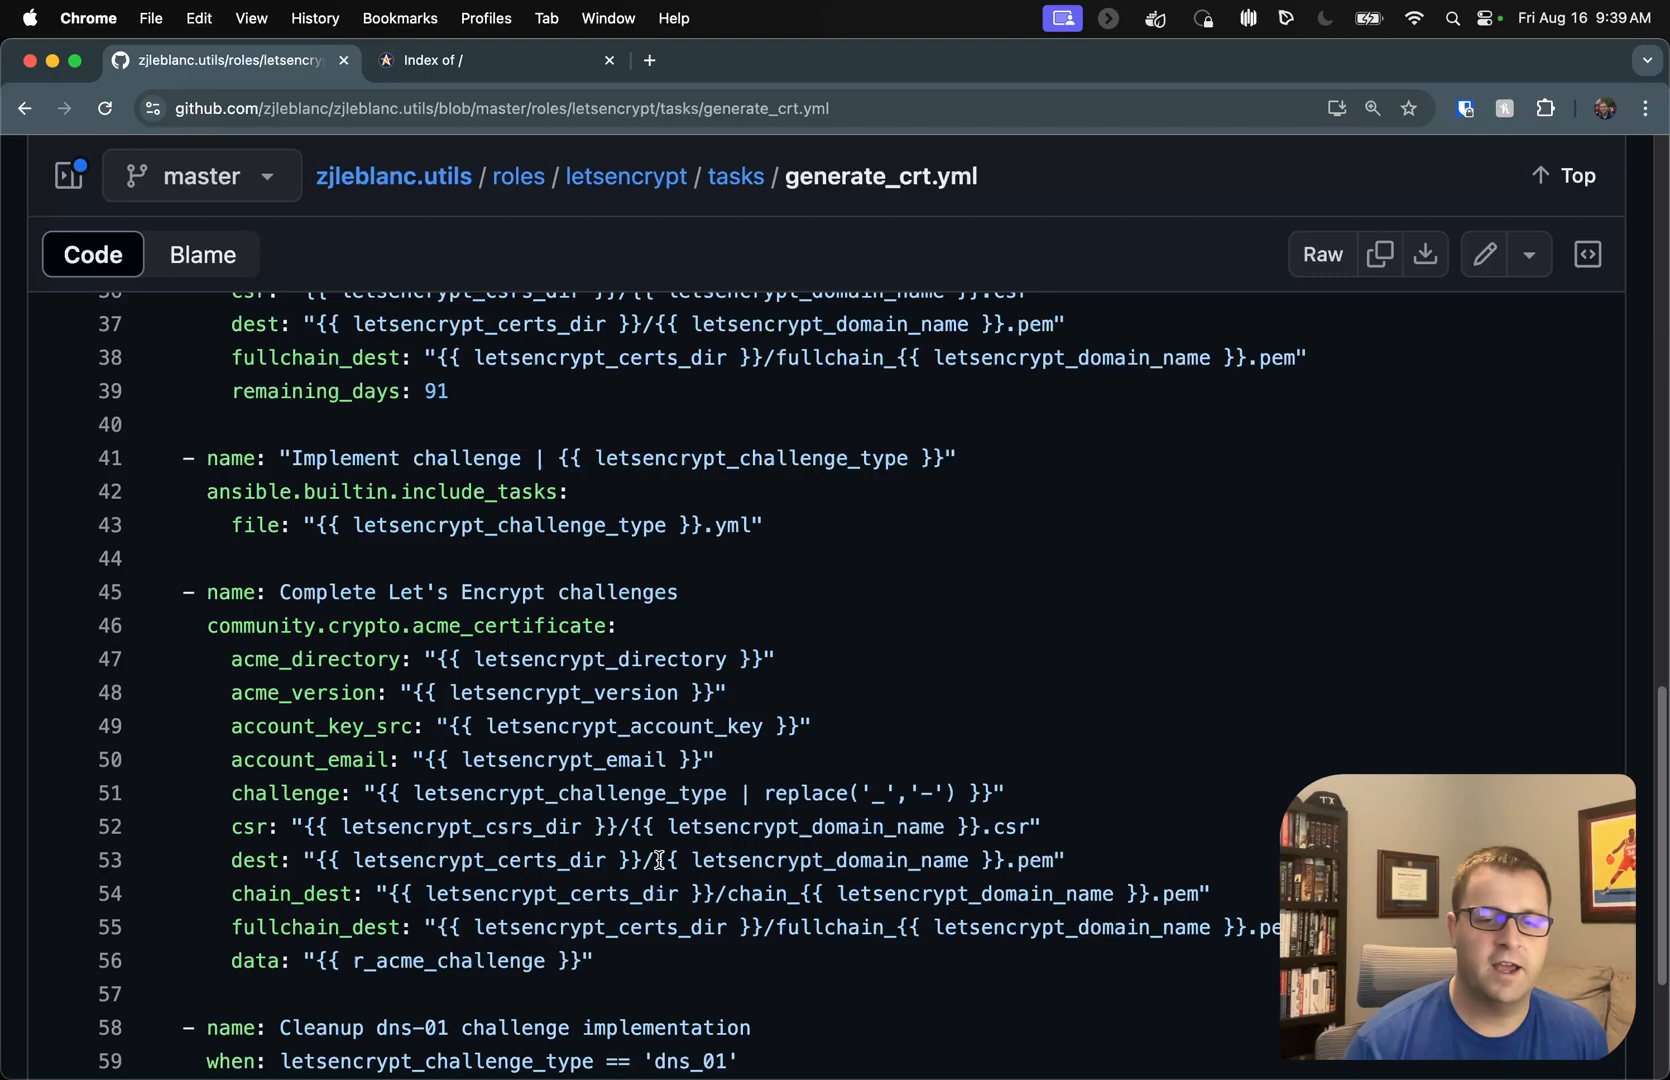 Chrome File Edit View History Bookmarks Profiles Tab Window Help Fri Aug 16 9:39 AM
zjleblanc.utils/roles/letsencry Index of /
github.com/zjleblanc/zjleblanc.utils/blob/master/roles/letsencrypt/tasks/generate_crt.yml
master zjleblanc.utils / roles / letsencrypt / tasks / generate_crt.yml Top
Code Blame Raw
36 csr: "{{ letsencrypt_csrs_dir }}/{{ letsencrypt_domain_name }}.csr"
37 dest: "{{ letsencrypt_certs_dir }}/{{ letsencrypt_domain_name }}.pem"
38 fullchain_dest: "{{ letsencrypt_certs_dir }}/fullchain_{{ letsencrypt_domain_name }}.pem"
39 remaining_days: 91
40
41 - name: "Implement challenge | {{ letsencrypt_challenge_type }}"
42 ansible.builtin.include_tasks:
43 file: "{{ letsencrypt_challenge_type }}.yml"
44
45 - name: Complete Let's Encrypt challenges
46 community.crypto.acme_certificate:
47 acme_directory: "{{ letsencrypt_directory }}"
48 acme_version: "{{ letsencrypt_version }}"
49 account_key_src: "{{ letsencrypt_account_key }}"
50 account_email: "{{ letsencrypt_email }}"
51 challenge: "{{ letsencrypt_challenge_type | replace('_','-') }}"
52 csr: "{{ letsencrypt_csrs_dir }}/{{ letsencrypt_domain_name }}.csr"
53 dest: "{{ letsencrypt_certs_dir }}/{{ letsencrypt_domain_name }}.pem"
54 chain_dest: "{{ letsencrypt_certs_dir }}/chain_{{ letsencrypt_domain_name }}.pem"
55 fullchain_dest: "{{ letsencrypt_certs_dir }}/fullchain_{{ letsencrypt_domain_name }}.pe
56 data: "{{ r_acme_challenge }}"
57
58 - name: Cleanup dns-01 challenge implementation
59 when: letsencrypt_challenge_type == 'dns_01'